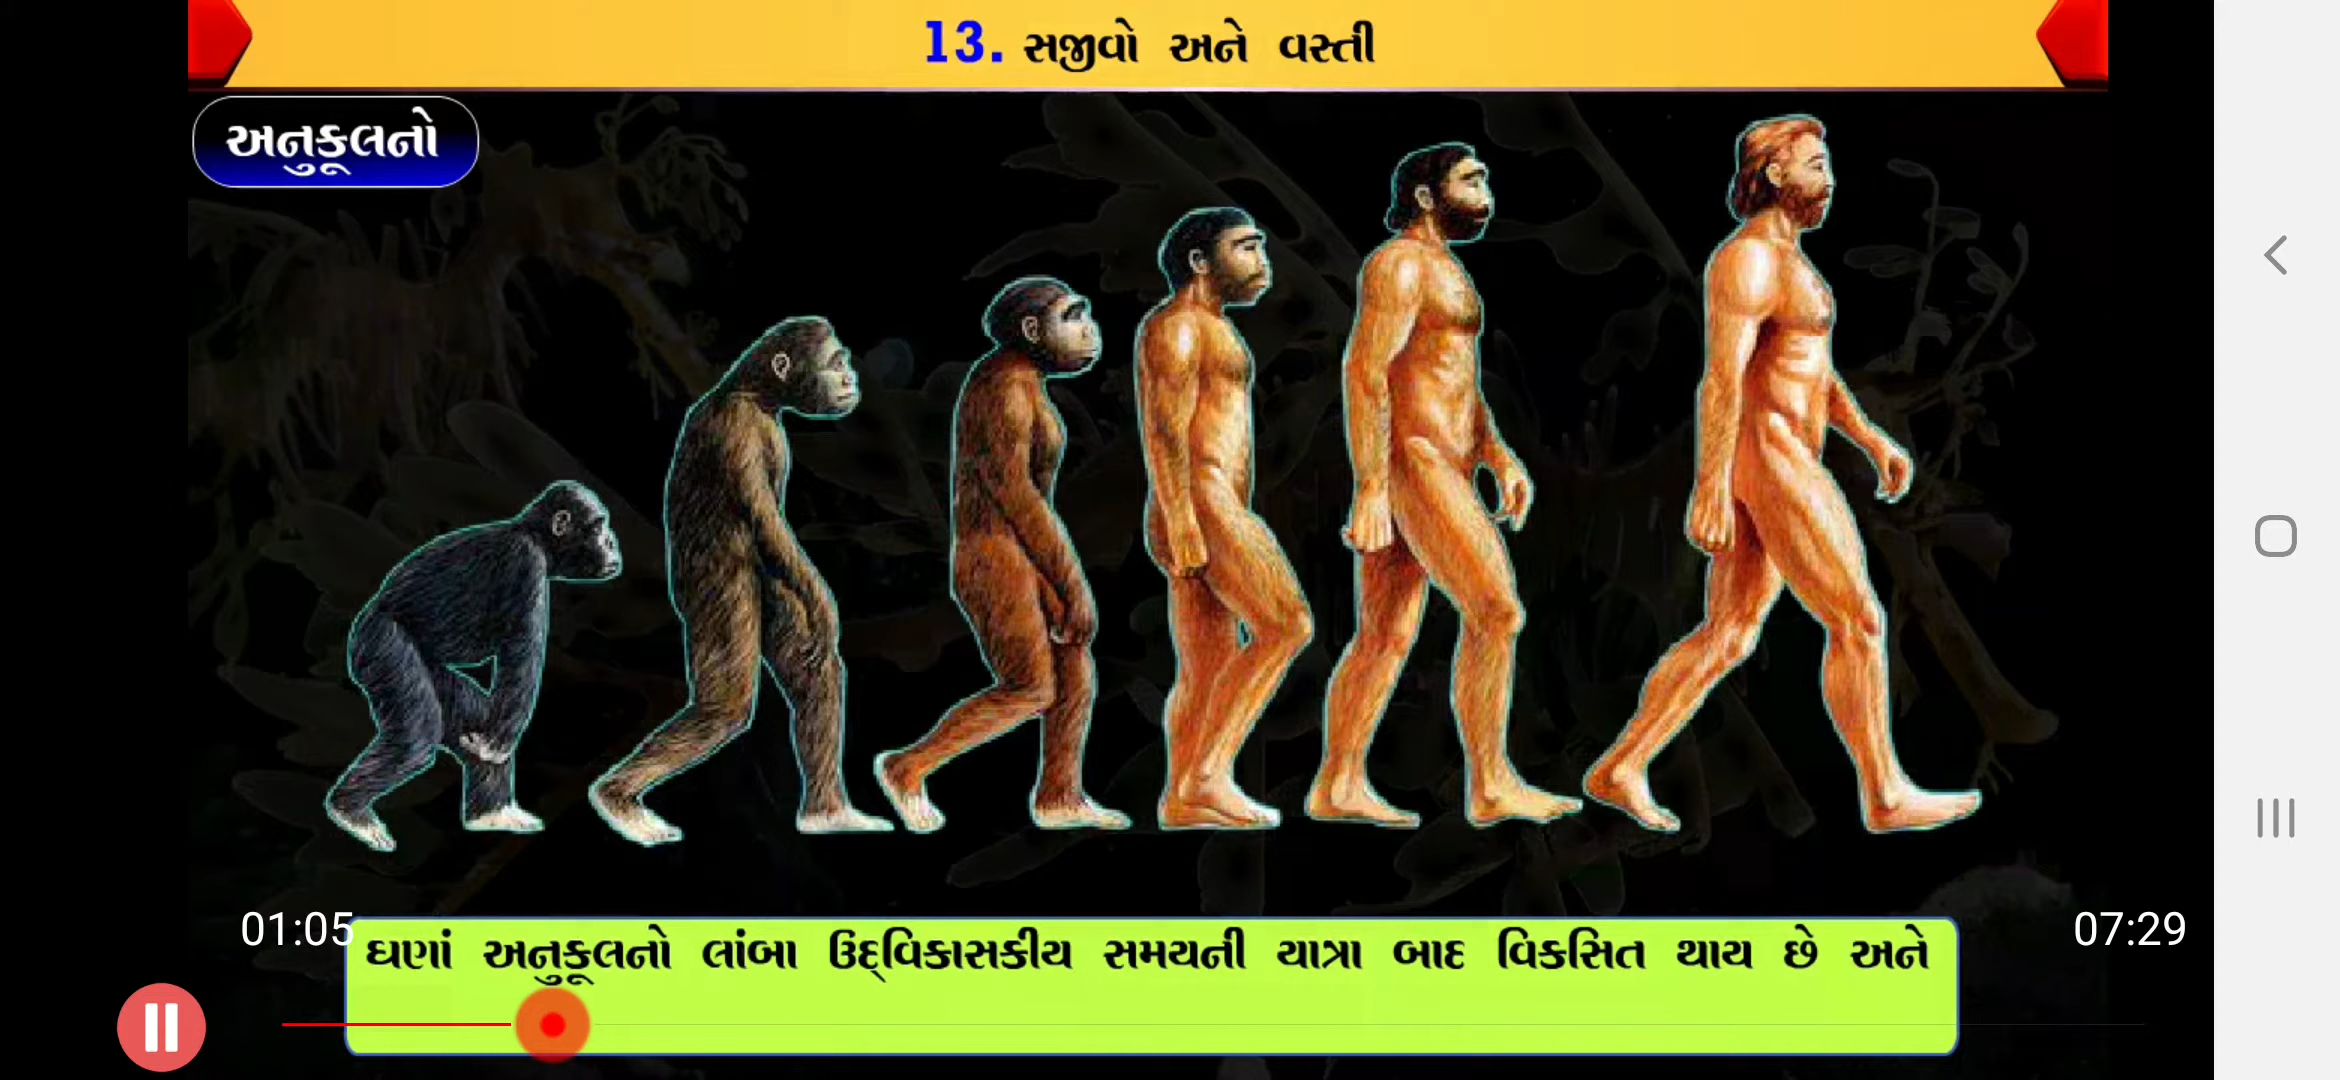 13. સજીવો અને વસ્તી
અનુકૂલનો
01:05
ઘણાં અનુકૂલનો લાંબા ઉદ્‌વિકાસકીય સમયની યાત્રા બાદ વિકસિત થાય છે અને
07:29